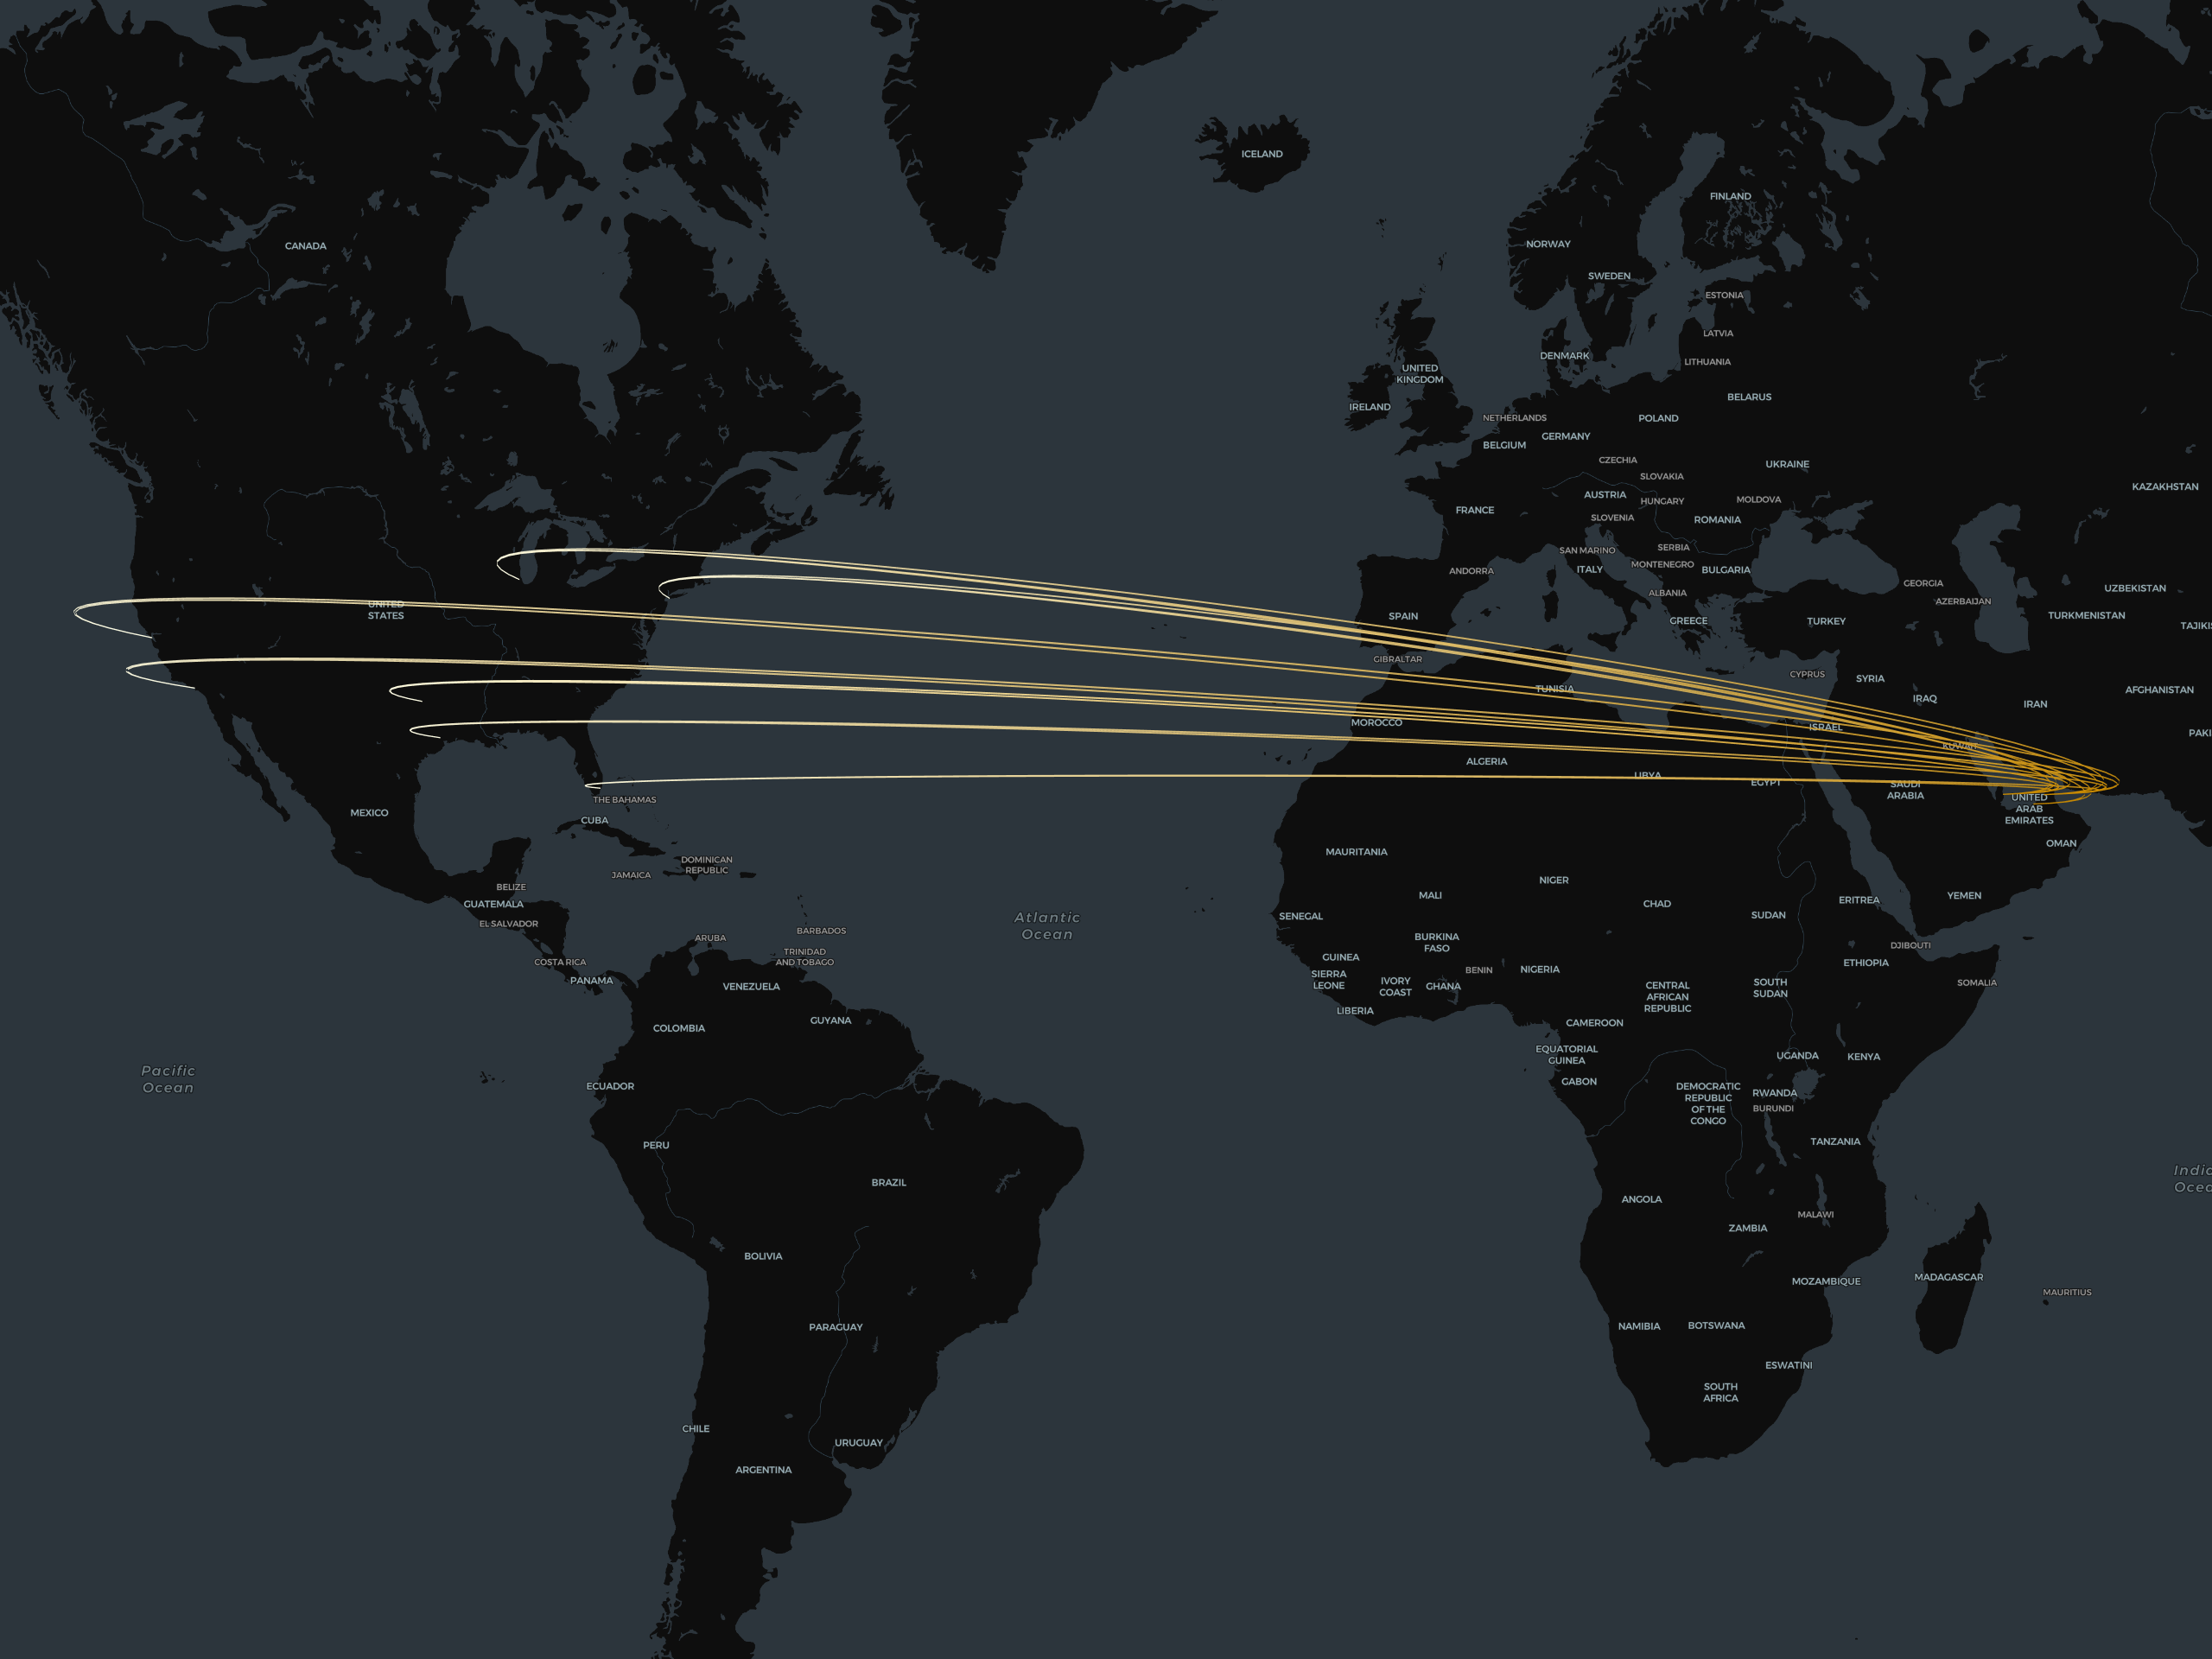 ICELAND
FINLAND
CANADA
NORWAY
SWEDEN
ESTONIA
LATVIA
DENMARK
LITHUANIA
UNITED
KINGDOM
BELARUS
IRELAND
NETHERLANDS
POLAND
GERMANY
BELGIUM
CZECHIA
UKRAINE
SLOVAKIA
KAZAKHSTAN
AUSTRIA
HUNGARY
MOLDOVA
FRANCE
SLOVENIA
ROMANIA
SAN MARINO
SERBIA
MONTENEGRO
ANDORRA
ITALY
BULGARIA
GEORGIA
UZBEKISTAN
ALBANIA
AZERBAIJAN
UNITED
STATES
SPAIN
GREECE
TURKEY
TURKMENISTAN
TAJIKIS
GIBRALTAR
CYPRUS
SYRIA
TUNISIA
AFGHANISTAN
IRAQ
IRAN
MOROCCO
ISRAEL
PAKI
KUWAIT
ALGERIA
LIBYA
EGYPT
SAUDI
ARABIA
THE BAHAMAS
UNITED
ARAB
EMIRATES
MEXICO
CUBA
OMAN
MAURITANIA
DOMINICAN
REPUBLIC
JAMAICA
NIGER
BELIZE
MALI
YEMEN
GUATEMALA
CHAD
ERITREA
EL SALVADOR
SENEGAL
SUDAN
Atlantic
Ocean
BARBADOS
ARUBA
BURKINA
FASO
DJIBOUTI
TRINIDAD
AND TOBAGO
COSTA RICA
GUINEA
ETHIOPIA
BENIN
NIGERIA
PANAMA
SIERRA
LEONE
IVORY
COAST
GHANA
SOUTH
SUDAN
SOMALIA
VENEZUELA
CENTRAL
AFRICAN
REPUBLIC
LIBERIA
GUYANA
COLOMBIA
CAMEROON
EQUATORIAL
GUINEA
UGANDA
KENYA
Pacific
Ocean
GABON
ECUADOR
DEMOCRATIC
REPUBLIC
OF THE
CONGO
RWANDA
BURUNDI
PERU
TANZANIA
Indic
Ocea
BRAZIL
ANGOLA
MALAWI
ZAMBIA
BOLIVIA
MOZAMBIQUE
MADAGASCAR
MAURITIUS
PARAGUAY
NAMIBIA
BOTSWANA
ESWATINI
SOUTH
AFRICA
CHILE
URUGUAY
ARGENTINA